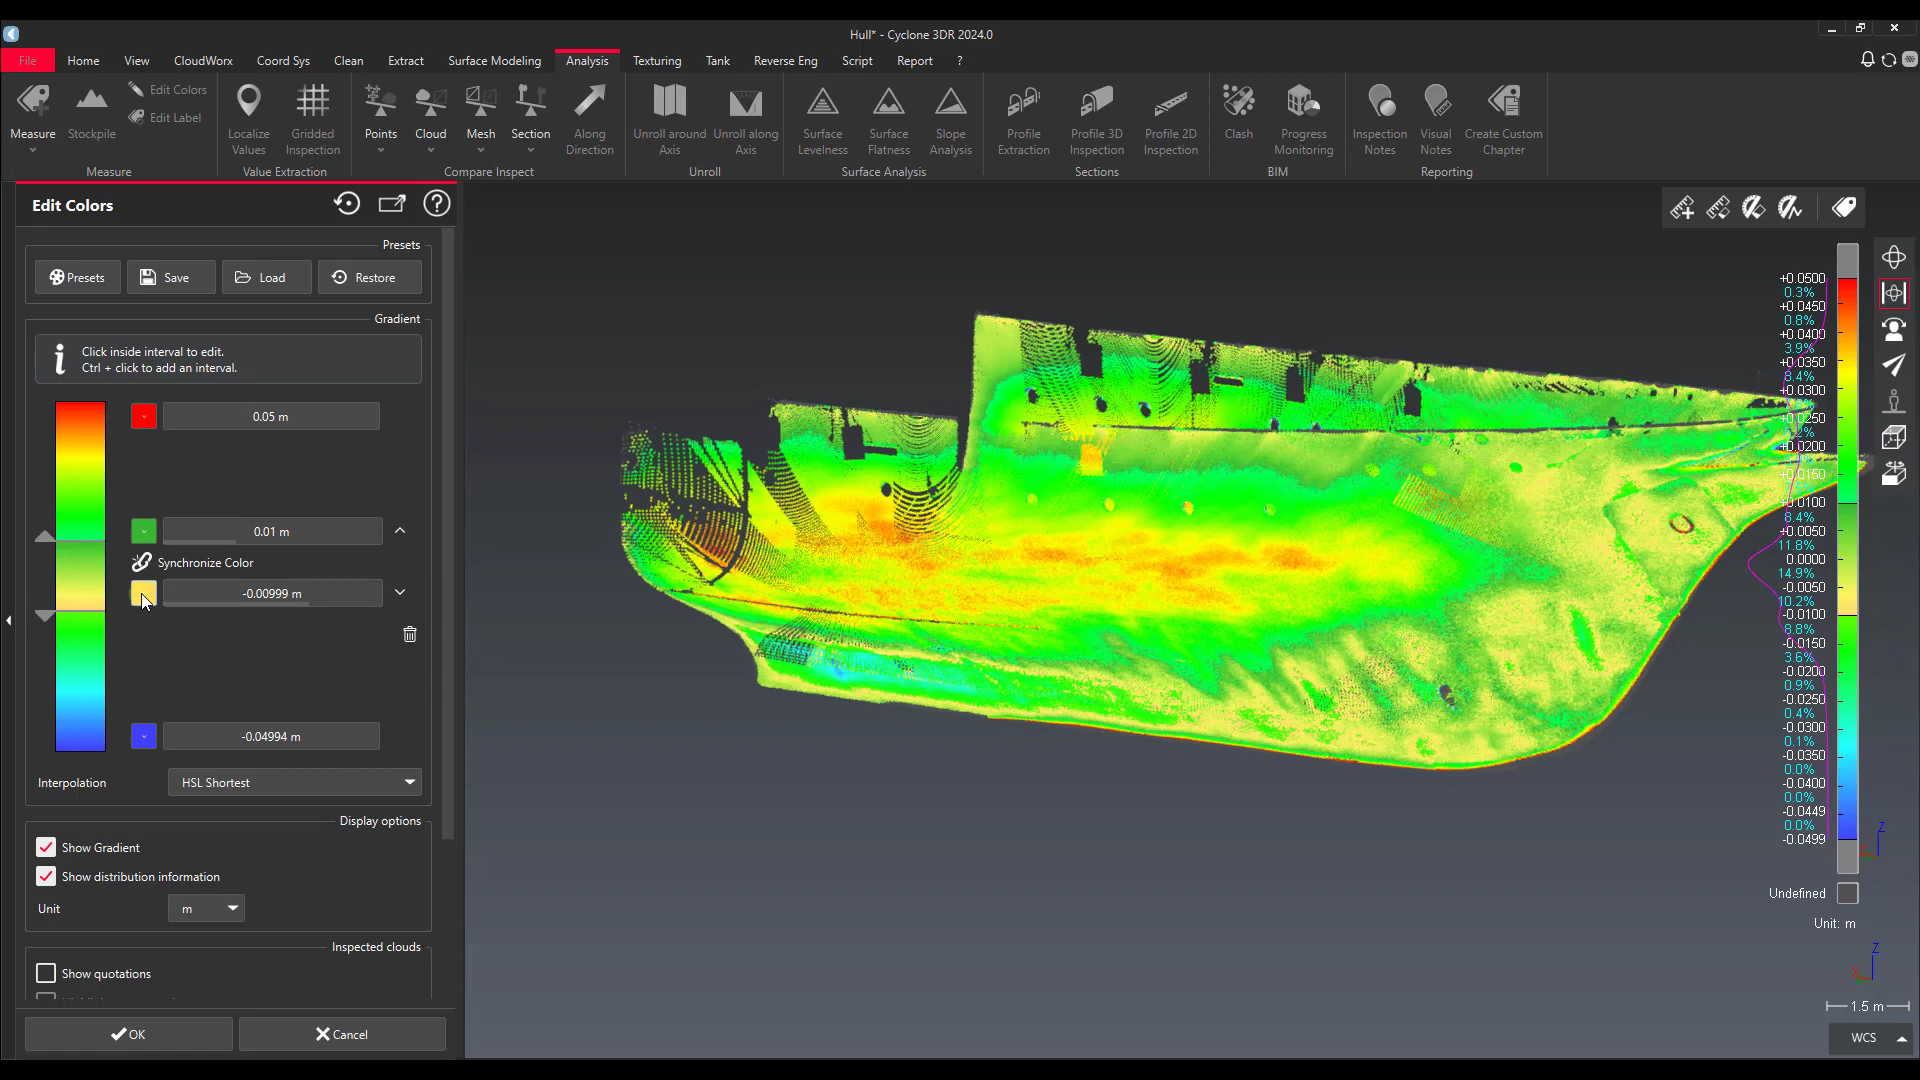 Hull* - Cyclone 3DR 2024.0
File
Home
View
CloudWorx
Coord Sys
Clean
Extract
Surface Modeling
Analysis
Texturing
Tank
Reverse Eng
Script
Report
?
Measure
Stockpile
Edit Colors
Edit Label
Localize Values
Gridded Inspection
Points
Cloud
Mesh
Section
Along Direction
Unroll around Axis
Unroll along Axis
Surface Levelness
Surface Flatness
Slope Analysis
Profile Extraction
Profile 3D Inspection
Profile 2D Inspection
Clash
Progress Monitoring
Inspection Notes
Visual Notes
Create Custom Chapter
Measure
Value Extraction
Compare Inspect
Unroll
Surface Analysis
Sections
BIM
Reporting
Edit Colors
Presets
Presets
Save
Load
Restore
Gradient
Click inside interval to edit.
Ctrl + click to add an interval.
0.05 m
0.01 m
Synchronize Color
-0.00999 m
-0.04994 m
Interpolation
HSL Shortest
Display options
Show Gradient
Show distribution information
Unit
m
Inspected clouds
Show quotations
OK
Cancel
+0.0500
0.3%
+0.0450
0.8%
+0.0400
3.9%
+0.0350
8.4%
+0.0300
+0.0250
+0.0200
+0.0150
+0.0100
8.4%
+0.0050
11.8%
0.0000
14.9%
-0.0050
10.2%
-0.0100
8.8%
-0.0150
3.6%
-0.0200
0.9%
-0.0250
0.4%
-0.0300
0.1%
-0.0350
0.0%
-0.0400
0.0%
-0.0449
0.0%
-0.0499
Undefined
Unit: m
Z
Z
1.5 m
WCS